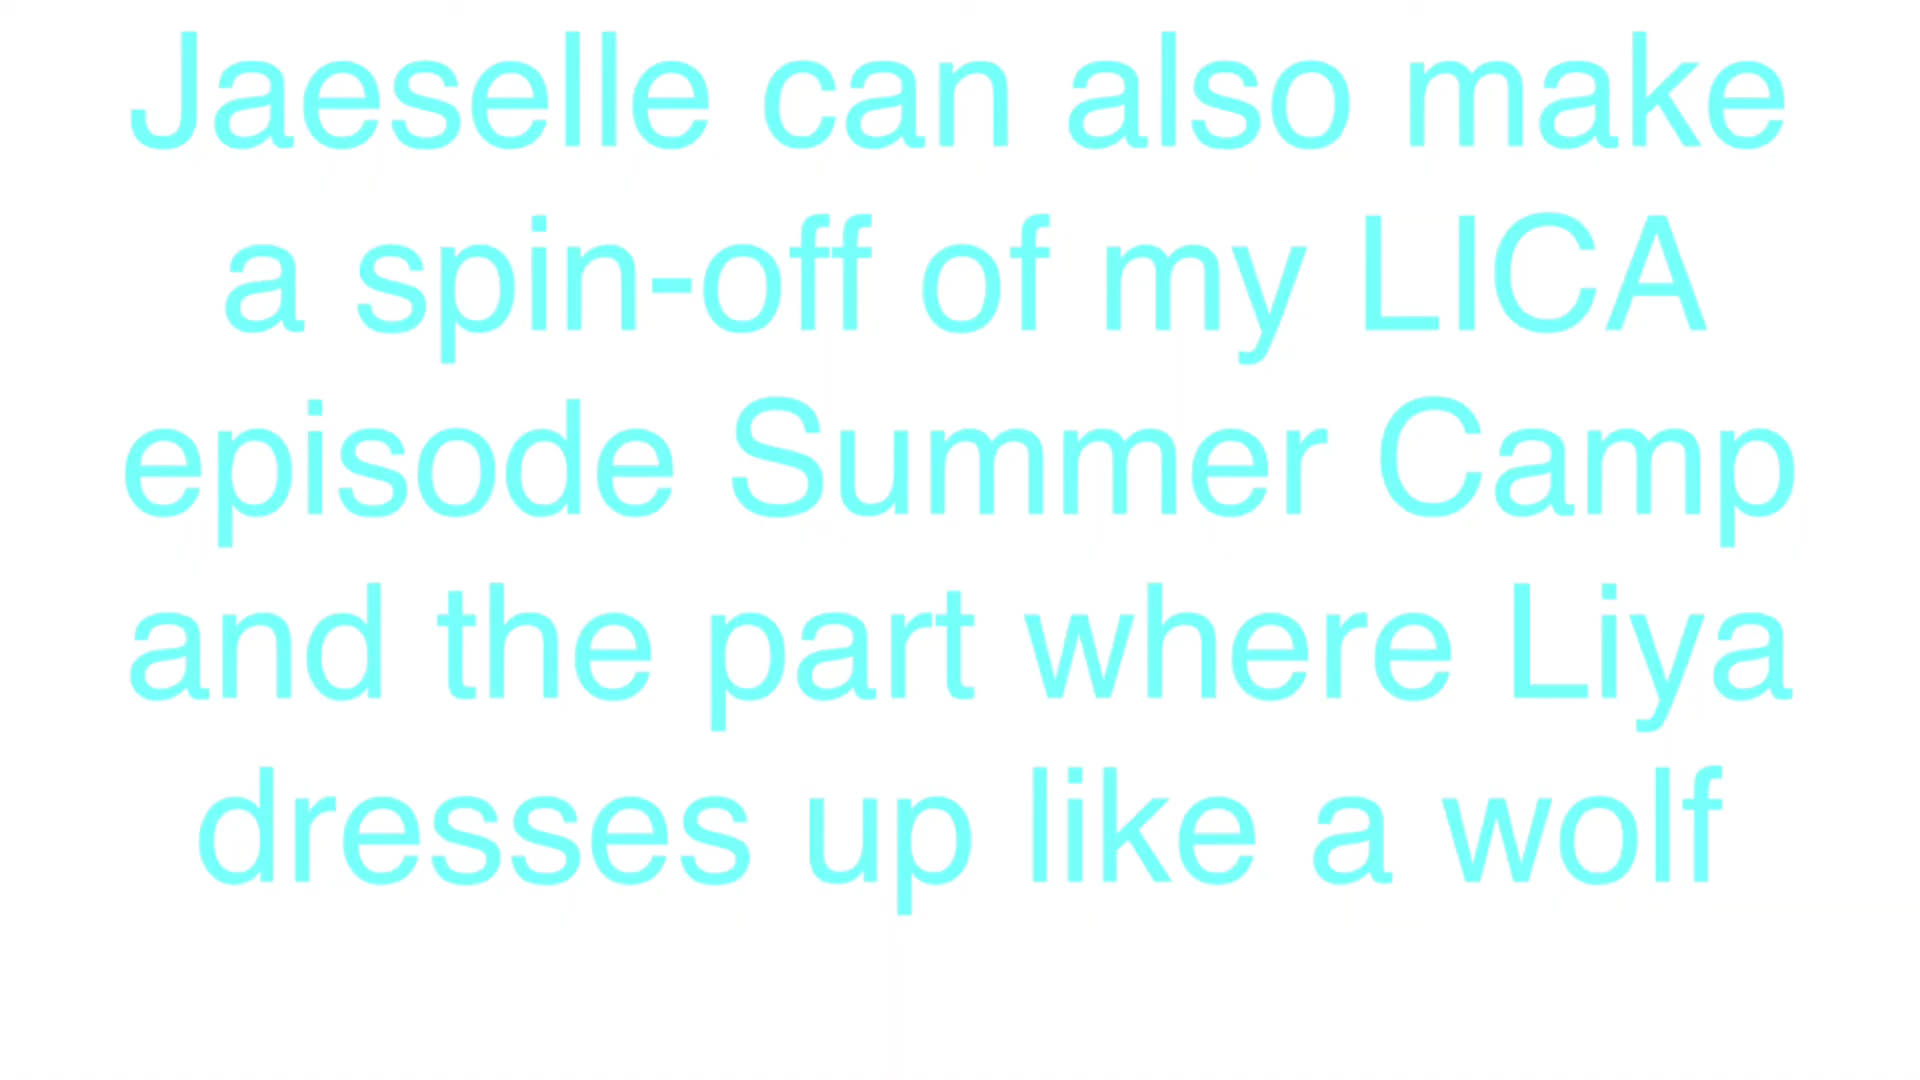 Jaeselle can also make
a spin-off of my LICA
episode Summer Camp
and the part where Liya
dresses up like a wolf